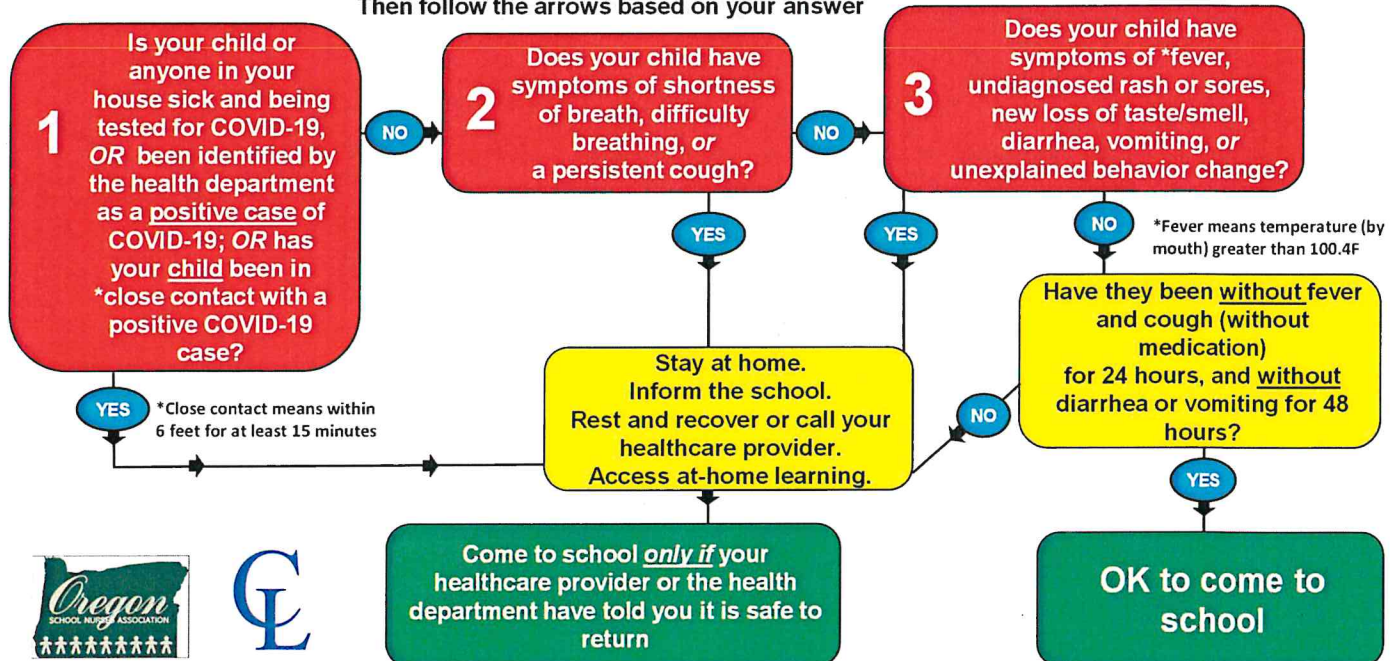 Then follow the arrows based on your answer
1
Is your child or
anyone in your
house sick and being
tested for COVID-19,
OR been identified by
the health department
as a positive case of
COVID-19; OR has
your child been in
*close contact with a
positive COVID-19
case?
NO
2
Does your child have
symptoms of shortness
of breath, difficulty
breathing, or
a persistent cough?
NO
3
Does your child have
symptoms of *fever,
undiagnosed rash or sores,
new loss of taste/smell,
diarrhea, vomiting, or
unexplained behavior change?
YES
YES
NO
*Fever means temperature (by
mouth) greater than 100.4F
Have they been without fever
and cough (without
medication)
for 24 hours, and without
diarrhea or vomiting for 48
hours?
YES
*Close contact means within
6 feet for at least 15 minutes
Stay at home.
Inform the school.
Rest and recover or call your
healthcare provider.
Access at-home learning.
NO
YES
Come to school only if your
healthcare provider or the health
department have told you it is safe to
return
OK to come to
school
Oregon
SCHOOL NURSES ASSOCIATION
CL